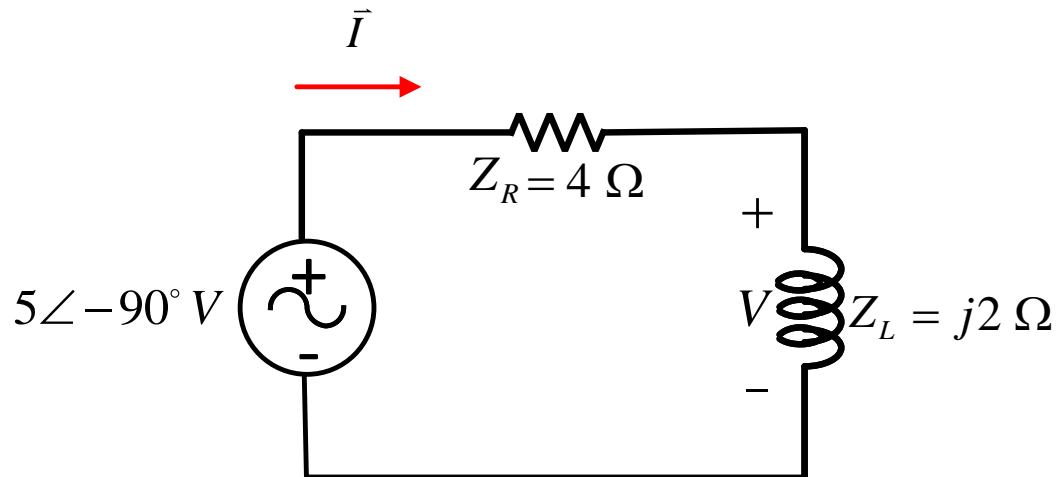 I⃗
Z_R = 4 Ω
+
5∠−90° V
+
-
V
Z_L = j2 Ω
−